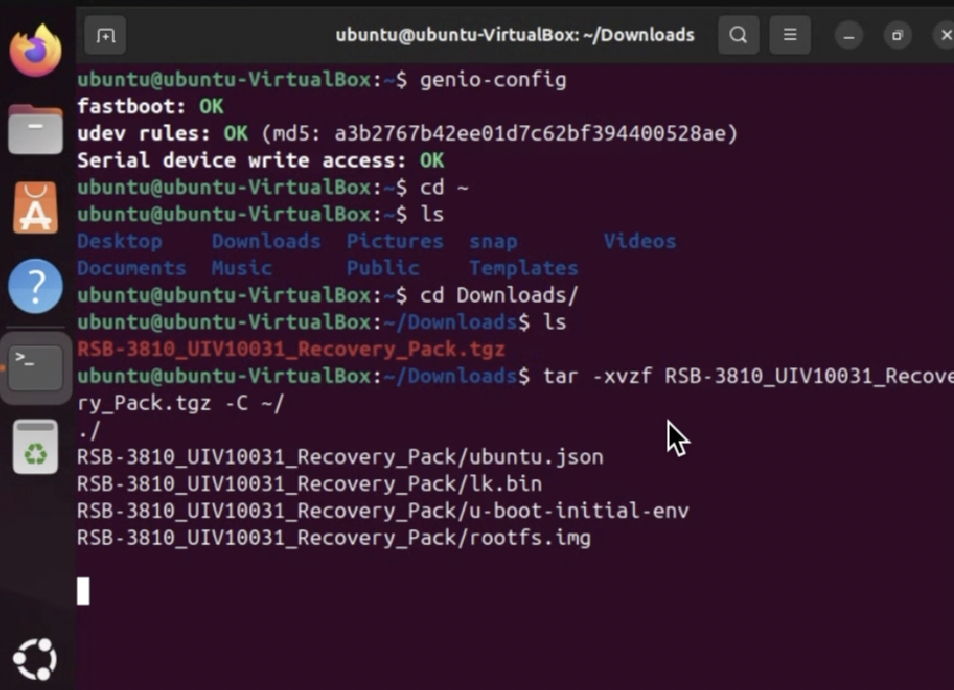 ubuntu@ubuntu-VirtualBox: ~/Downloads
ubuntu@ubuntu-VirtualBox:~$ genio-config
fastboot: OK
udev rules: OK (md5: a3b2767b42ee01d7c62bf394400528ae)
Serial device write access: OK
ubuntu@ubuntu-VirtualBox:~$ cd ~
ubuntu@ubuntu-VirtualBox:~$ ls
Desktop Downloads Pictures snap Videos
Documents Music Public Templates
ubuntu@ubuntu-VirtualBox:~$ cd Downloads/
ubuntu@ubuntu-VirtualBox:~/Downloads$ ls
RSB-3810_UIV10031_Recovery_Pack.tgz
ubuntu@ubuntu-VirtualBox:~/Downloads$ tar -xvzf RSB-3810_UIV10031_Recove
ry_Pack.tgz -C ~/
./
RSB-3810_UIV10031_Recovery_Pack/ubuntu.json
RSB-3810_UIV10031_Recovery_Pack/lk.bin
RSB-3810_UIV10031_Recovery_Pack/u-boot-initial-env
RSB-3810_UIV10031_Recovery_Pack/rootfs.img